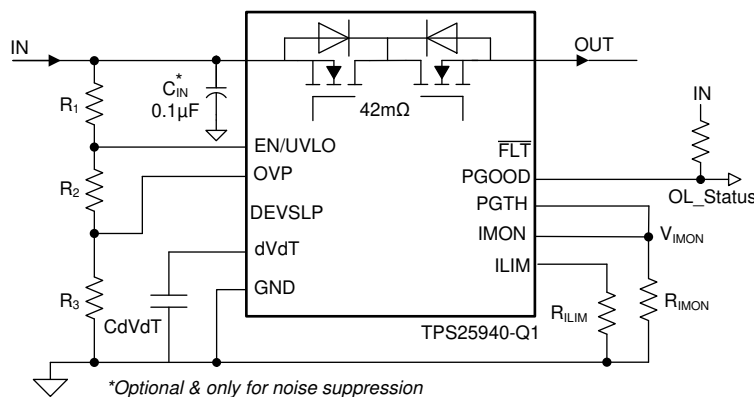 IN
OUT
C*IN
0.1µF
R1
42mΩ
IN
EN/UVLO
FLT
R2
OVP
PGOOD
OL_Status
DEVSLP
PGTH
dVdT
IMON
VIMON
ILIM
R3
GND
CdVdT
RILIM
RIMON
TPS25940-Q1
*Optional & only for noise suppression